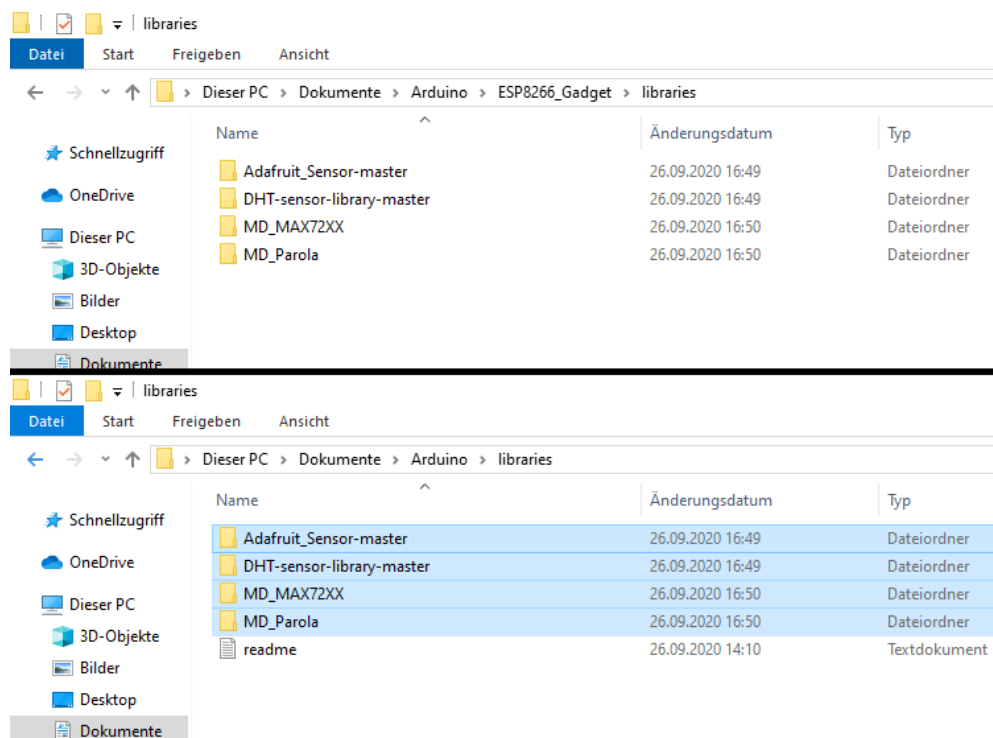 libraries
Datei Start Freigeben Ansicht
Dieser PC > Dokumente > Arduino > ESP8266_Gadget > libraries
Name Änderungsdatum Typ
Schnellzugriff
Adafruit_Sensor-master 26.09.2020 16:49 Dateiordner
OneDrive
DHT-sensor-library-master 26.09.2020 16:49 Dateiordner
MD_MAX72XX 26.09.2020 16:50 Dateiordner
Dieser PC
MD_Parola 26.09.2020 16:50 Dateiordner
3D-Objekte
Bilder
Desktop
Dokumente
libraries
Datei Start Freigeben Ansicht
Dieser PC > Dokumente > Arduino > libraries
Name Änderungsdatum Typ
Schnellzugriff
Adafruit_Sensor-master 26.09.2020 16:49 Dateiordner
OneDrive
DHT-sensor-library-master 26.09.2020 16:49 Dateiordner
MD_MAX72XX 26.09.2020 16:50 Dateiordner
Dieser PC
MD_Parola 26.09.2020 16:50 Dateiordner
3D-Objekte
readme 26.09.2020 14:10 Textdokument
Bilder
Desktop
Dokumente